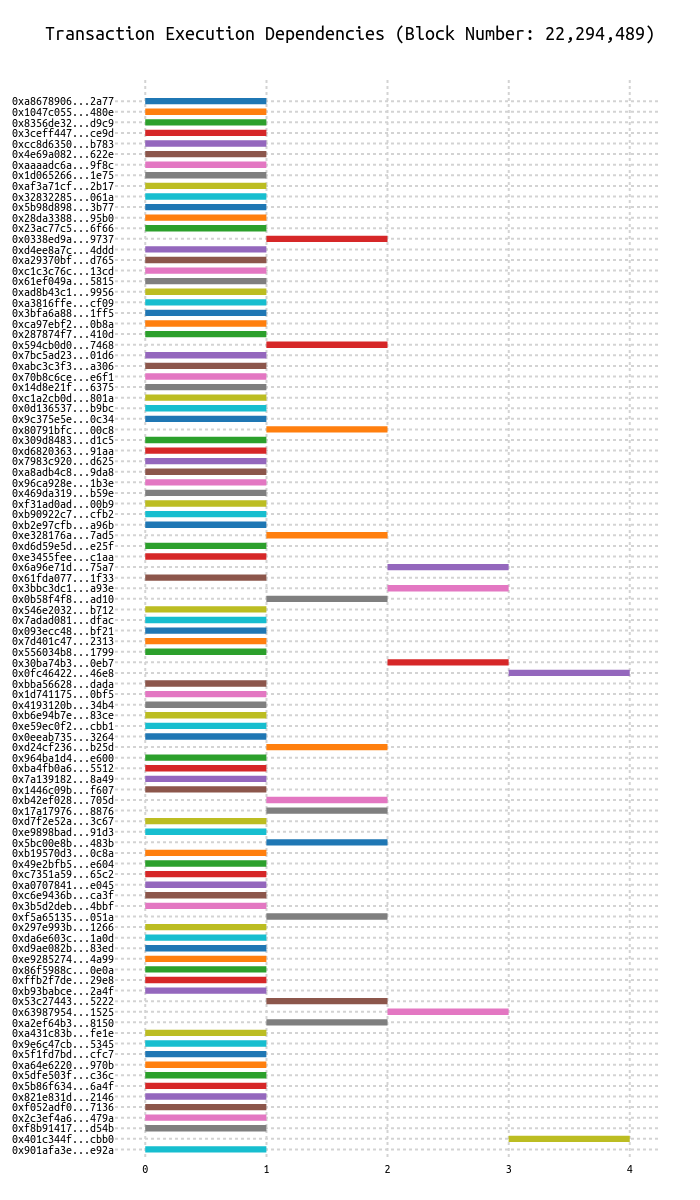 Transaction Execution Dependencies (Block Number: 22,294,489)
0xa8678906...2a77
0x1047c055...480e
0x8356de32...d9c9
0x3ceff447...ce9d
0xcc8d6350...b783
0x4e69a082...622e
0xaaaadc6a...9f8c
0x1d065266...1e75
0xaf3a71cf...2b17
0x32832285...061a
0x5b98d898...3b77
0x28da3388...95b0
0x23ac77c5...6f66
0x0338ed9a...9737
0xd4ee8a7c...4ddd
0xa29370bf...d765
0xc1c3c76c...13cd
0x61ef049a...5815
0xad8b43c1...9956
0xa3816ffe...cf09
0x3bfa6a88...1ff5
0xca97ebf2...0b8a
0x287874f7...410d
0x594cb0d0...7468
0x7bc5ad23...01d6
0xabc3c3f3...a306
0x70b8c6ce...e6f1
0x14d8e21f...6375
0xc1a2cb0d...801a
0x0d136537...b9bc
0x9c375e5e...0c34
0x80791bfc...00c8
0x309d8483...d1c5
0xd6820363...91aa
0x7983c920...d625
0xa8adb4c8...9da8
0x96ca928e...1b3e
0x469da319...b59e
0xf31ad0ad...00b9
0xb90922c7...cfb2
0xb2e97cfb...a96b
0xe328176a...7ad5
0xd6d59e5d...e25f
0xe3455fee...c1aa
0x6a96e71d...75a7
0x61fda077...1f33
0x3bbc3dc1...a93e
0x0b58f4f8...ad10
0x546e2032...b712
0x7adad081...dfac
0x093ecc48...bf21
0x7d401c47...2313
0x556034b8...1799
0x30ba74b3...0eb7
0x0fc46422...46e8
0xbba56628...dada
0x1d741175...0bf5
0x4193120b...34b4
0xb6e94b7e...83ce
0xe59ec0f2...cbb1
0x0eeab735...3264
0xd24cf236...b25d
0x964ba1d4...e600
0xba4fb0a6...5512
0x7a139182...8a49
0x1446c09b...f607
0xb42ef028...705d
0x17a17976...8876
0xd7f2e52a...3c67
0xe9898bad...91d3
0x5bc00e8b...483b
0xb19570d3...0c8a
0x49e2bfb5...e604
0xc7351a59...65c2
0xa0707841...e045
0xc6e9436b...ca3f
0x3b5d2deb...4bbf
0xf5a65135...051a
0x297e993b...1266
0xda6e603c...1a0d
0xd9ae082b...83ed
0xe9285274...4a99
0x86f5988c...0e0a
0xffb2f7de...29e8
0xb93babce...2a4f
0x53c27443...5222
0x63987954...1525
0xa2ef64b3...8150
0xa431c83b...fe1e
0x9e6c47cb...5345
0x5f1fd7bd...cfc7
0xa64e6220...970b
0x5dfe503f...c36c
0x5b86f634...6a4f
0x821e831d...2146
0xf052adf0...7136
0x2c3ef4a6...479a
0xf8b91417...d54b
0x401c344f...cbb0
0x901afa3e...e92a
0 1 2 3 4